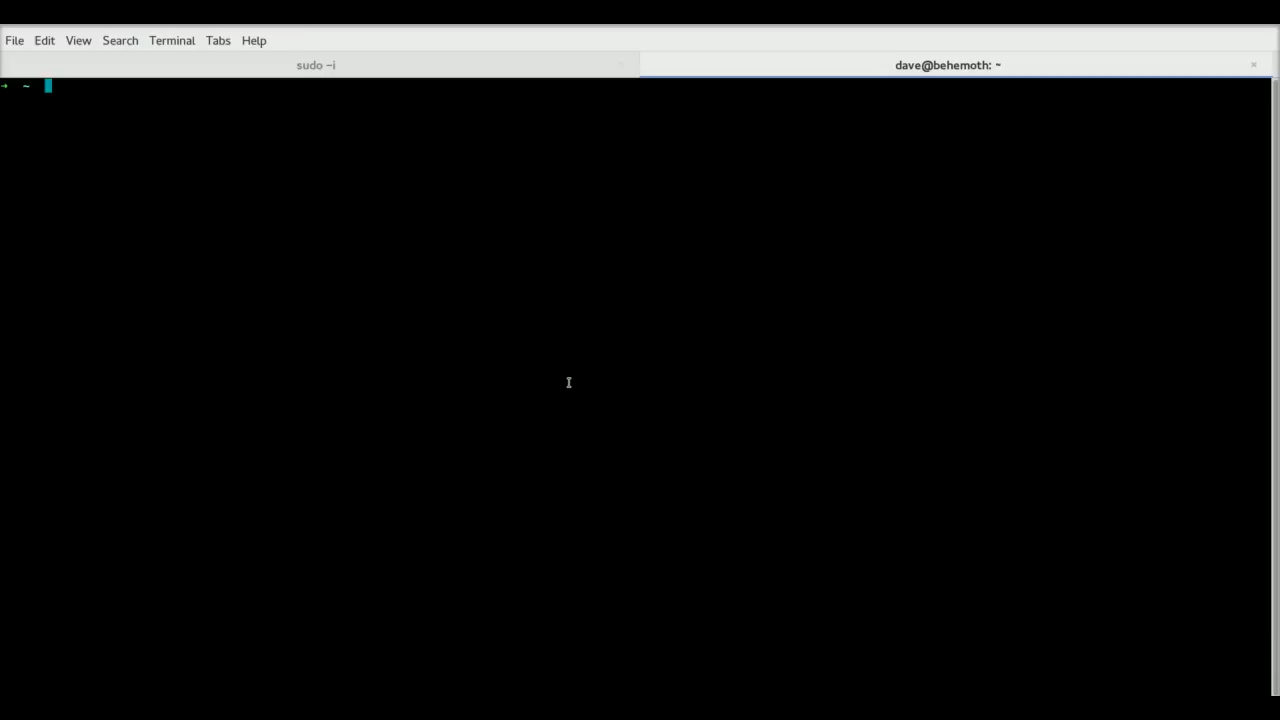 File Edit View Search Terminal Tabs Help
sudo -i dave@behemoth: ~ ×
→ ~